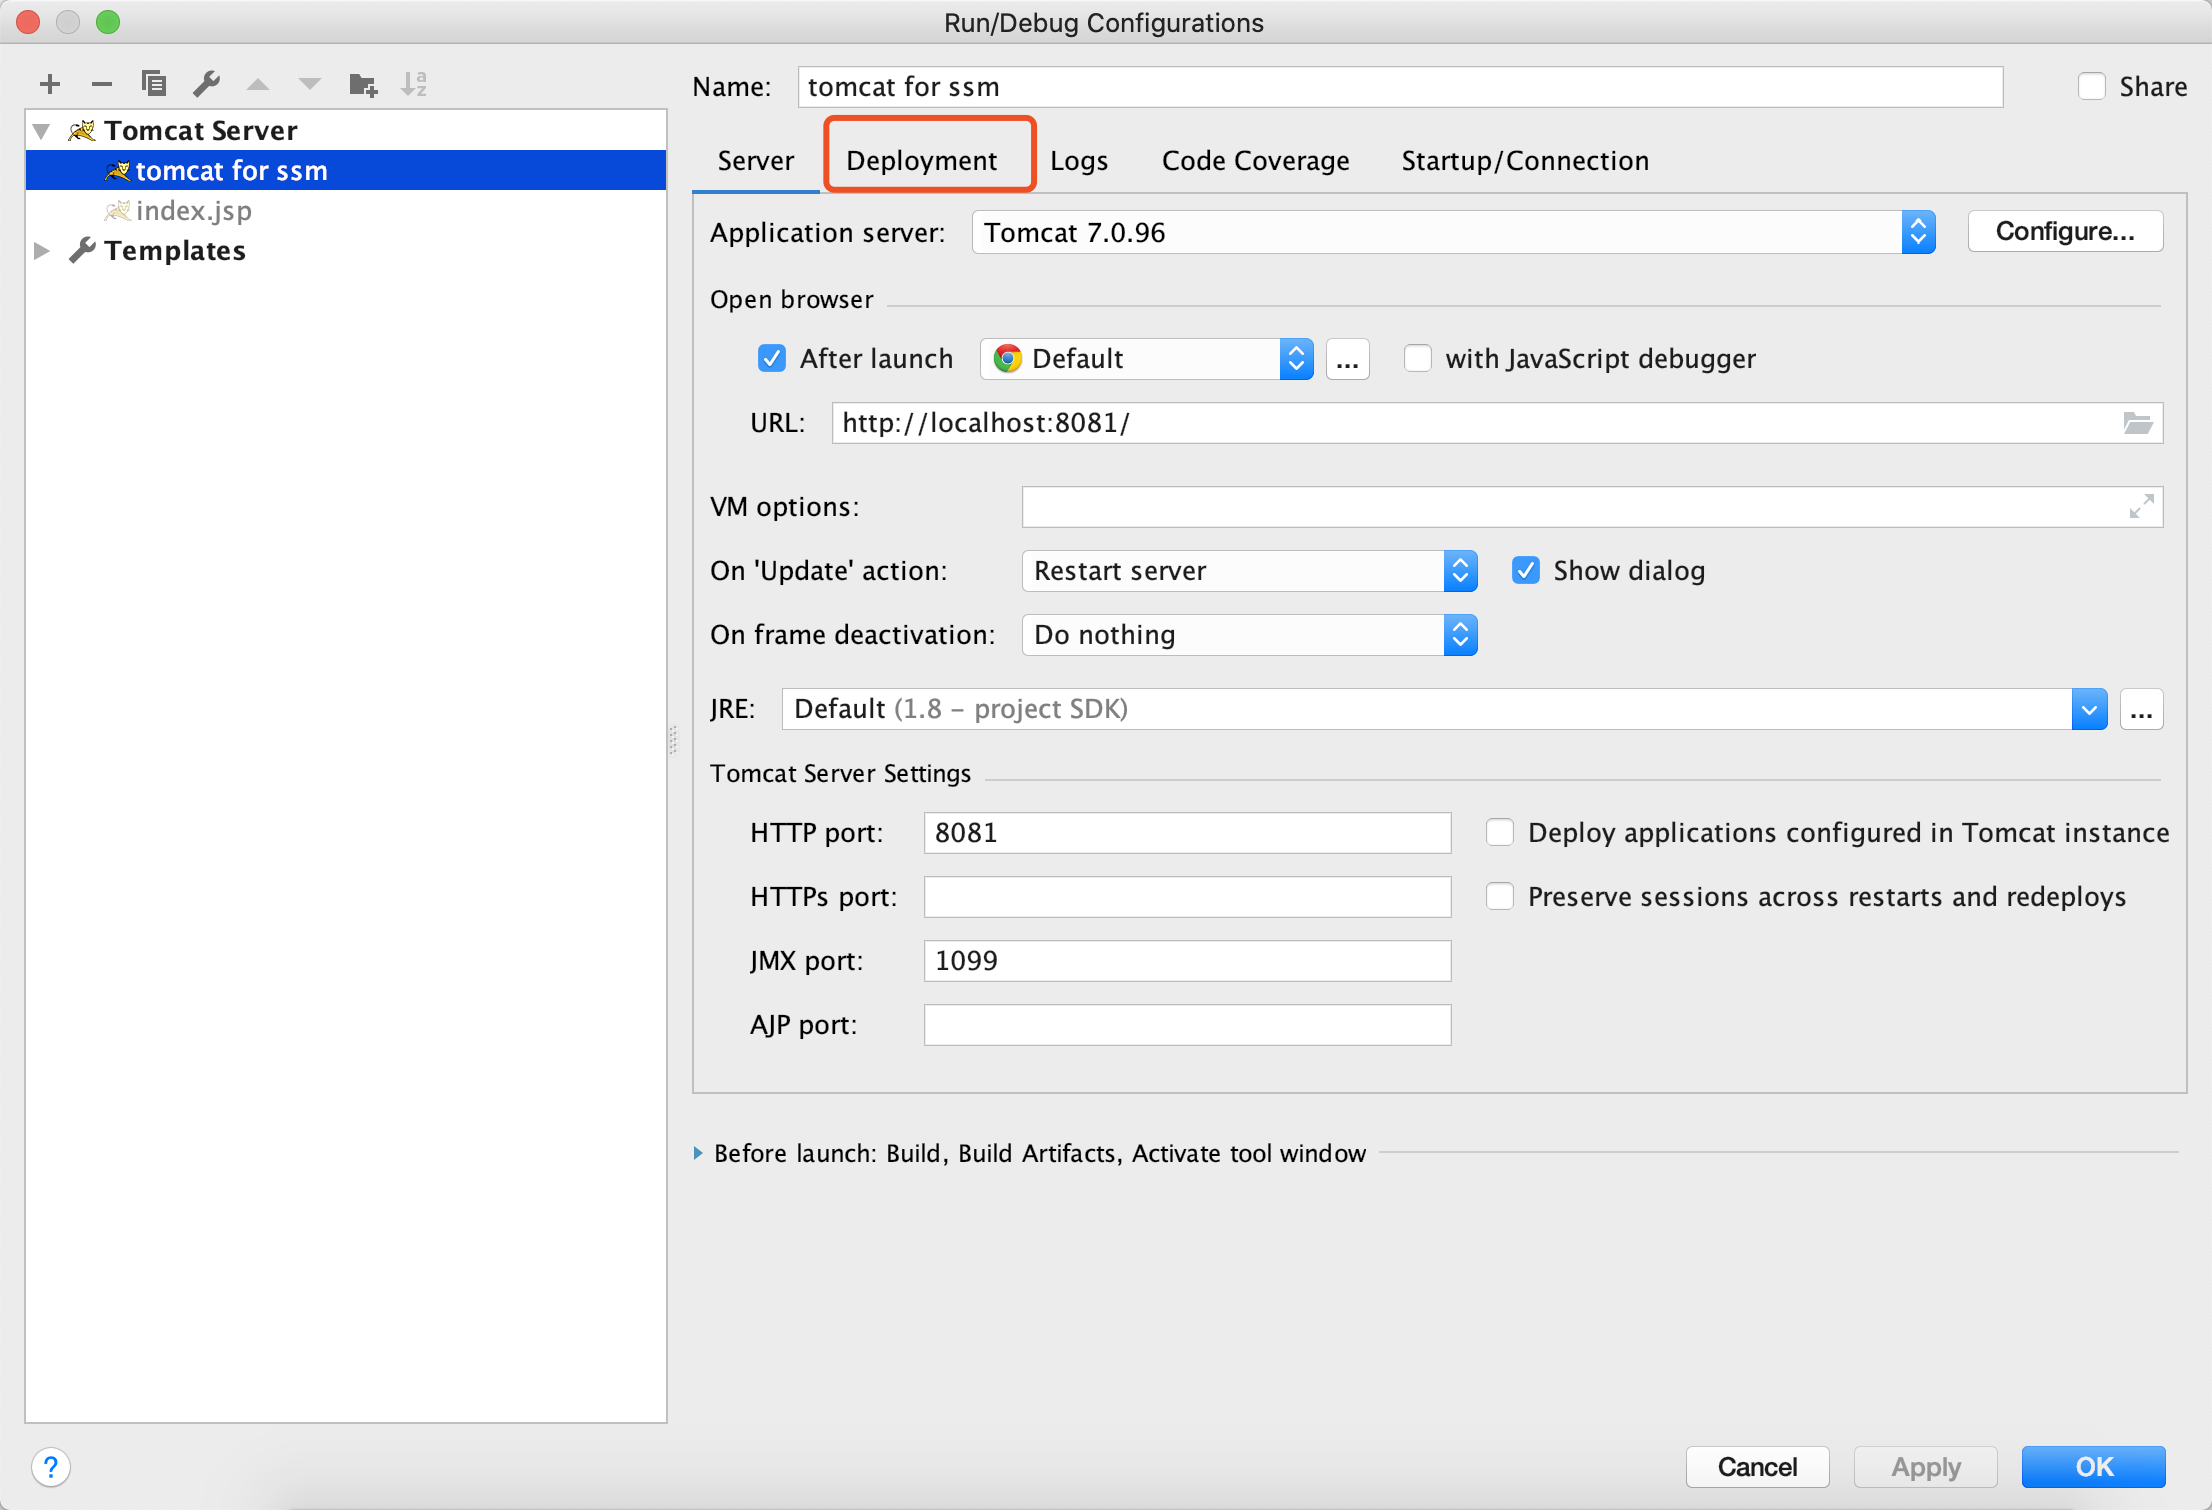 Run/Debug Configurations
Name: tomcat for ssm Share
Tomcat Server
tomcat for ssm
index.jsp
Templates
Server Deployment Logs Code Coverage Startup/Connection
Application server: Tomcat 7.0.96 Configure...
Open browser
After launch Default ... with JavaScript debugger
URL: http://localhost:8081/
VM options:
On 'Update' action: Restart server Show dialog
On frame deactivation: Do nothing
JRE: Default (1.8 – project SDK) ...
Tomcat Server Settings
HTTP port: 8081 Deploy applications configured in Tomcat instance
HTTPs port: Preserve sessions across restarts and redeploys
JMX port: 1099
AJP port:
Before launch: Build, Build Artifacts, Activate tool window
? Cancel Apply OK